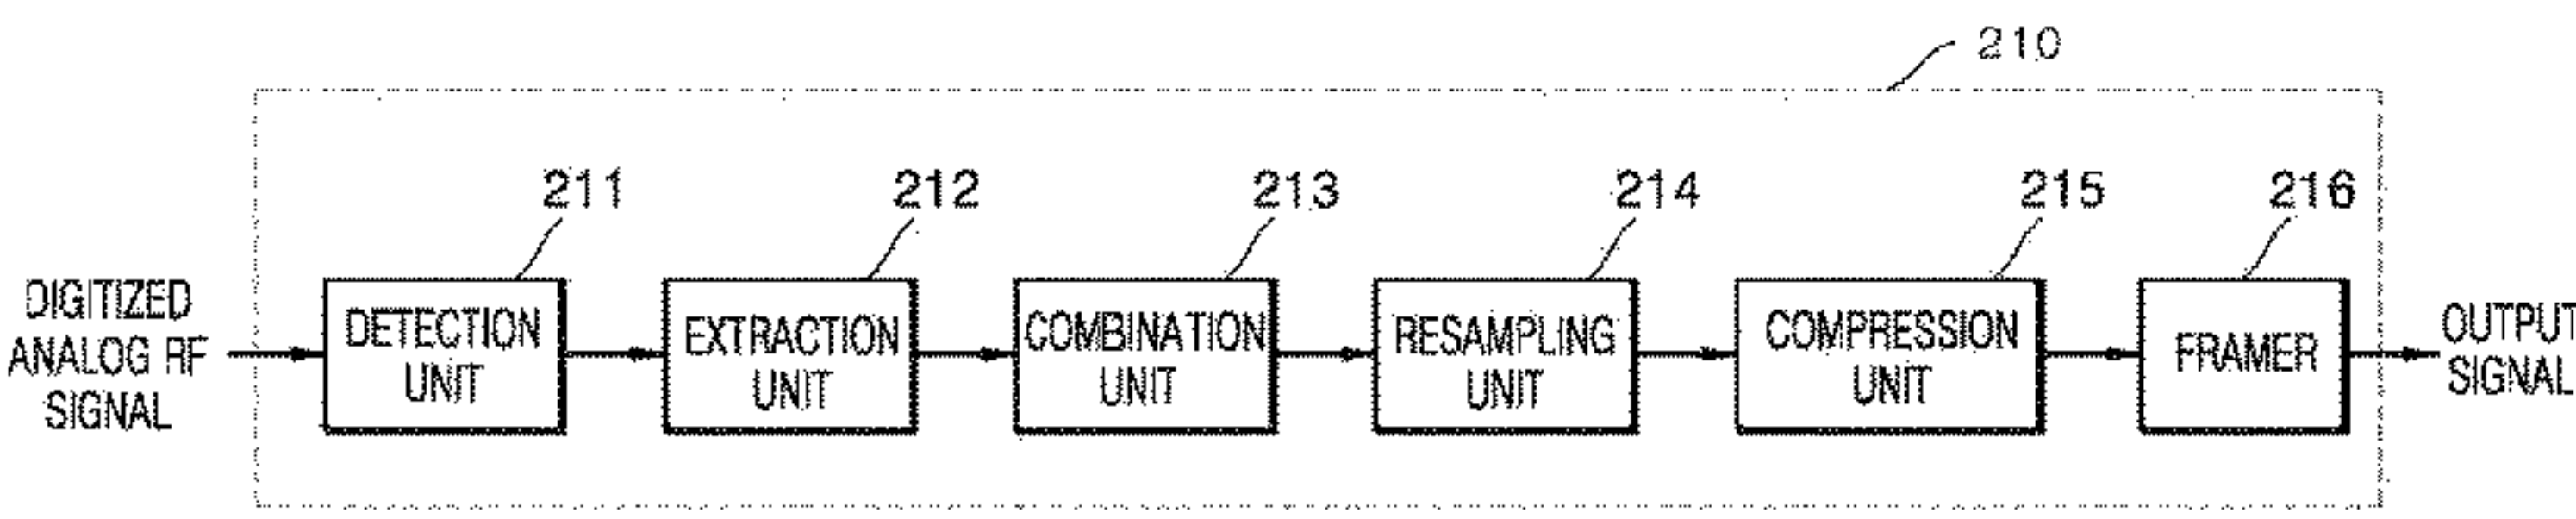 210
211
212
213
214
215
216
DIGITIZED
ANALOG RF
SIGNAL
DETECTION
UNIT
EXTRACTION
UNIT
COMBINATION
UNIT
RESAMPLING
UNIT
COMPRESSION
UNIT
FRAMER
OUTPUT
SIGNAL